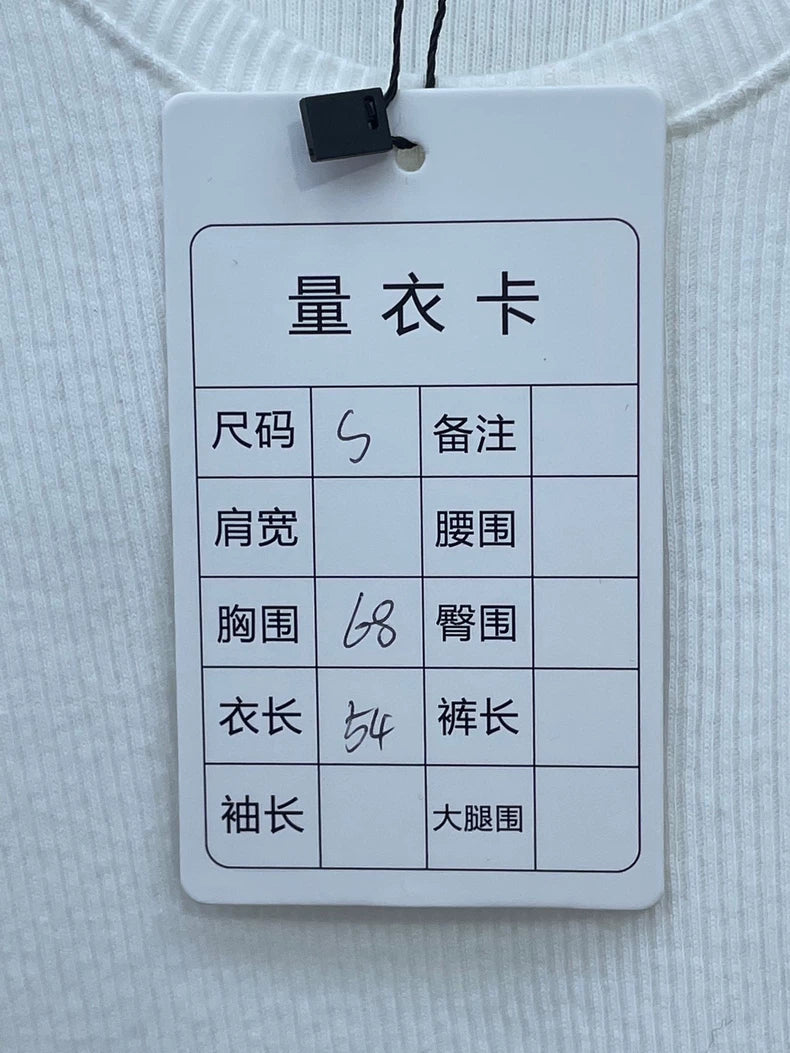 量衣卡
尺码 S 备注
肩宽 腰围
胸围 68 臀围
衣长 54 裤长
袖长 大腿围